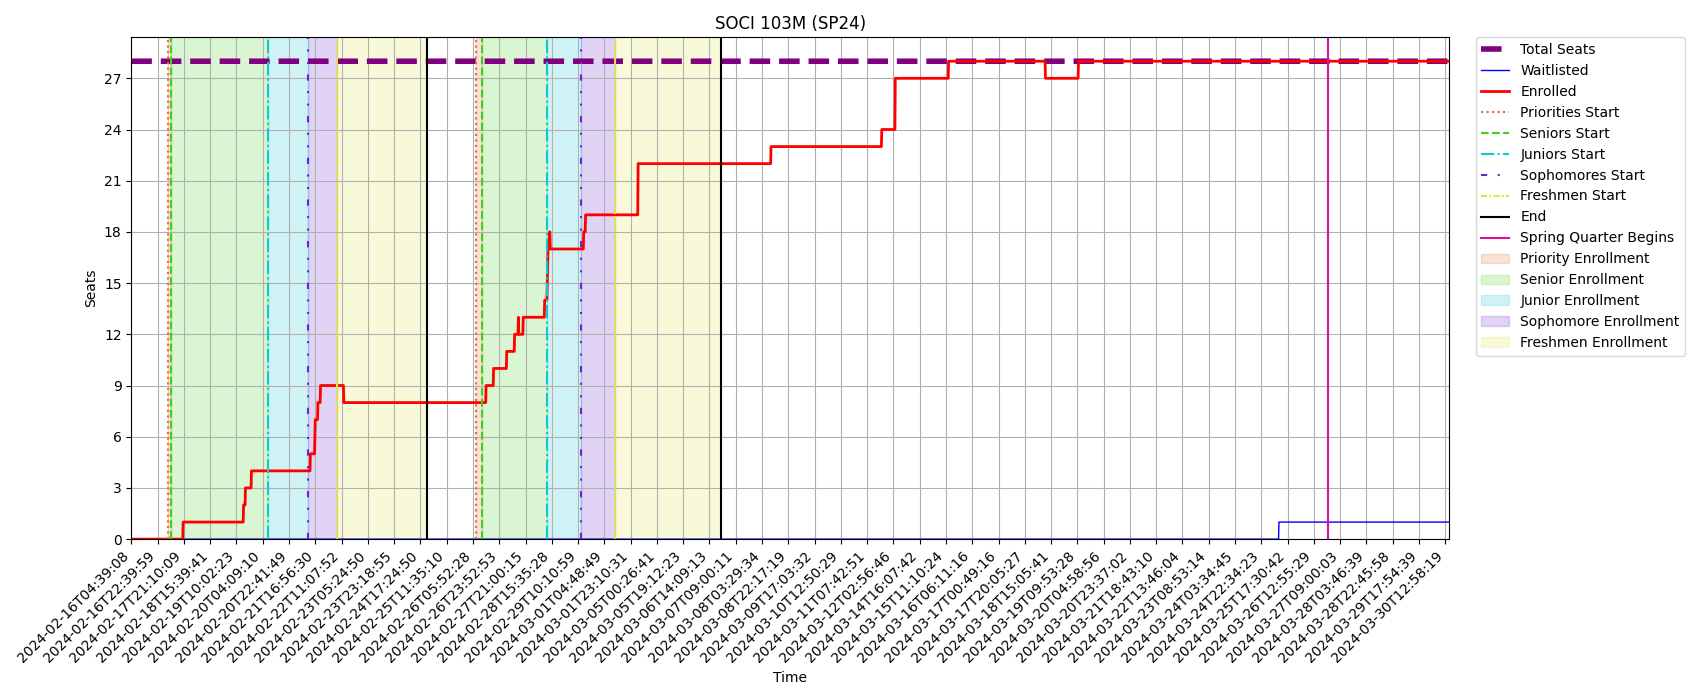 SOCI 103M (SP24)
Seats
27
24
21
18
15
12
9
6
3
0
2024-02-16T04:39:08
2024-02-16T22:39:59
2024-02-17T21:10:09
2024-02-18T15:39:41
2024-02-19T10:02:23
2024-02-20T04:09:10
2024-02-20T22:41:49
2024-02-21T16:56:30
2024-02-22T11:07:52
2024-02-23T05:24:50
2024-02-23T23:18:55
2024-02-24T17:24:50
2024-02-25T11:35:10
2024-02-26T05:52:28
2024-02-26T23:52:53
2024-02-27T21:00:15
2024-02-28T15:35:28
2024-02-29T11:10:59
2024-03-01T04:48:49
2024-03-01T23:10:31
2024-03-05T00:26:41
2024-03-05T19:12:23
2024-03-06T14:09:13
2024-03-07T09:00:11
2024-03-08T03:29:34
2024-03-08T22:17:19
2024-03-09T17:03:32
2024-03-10T12:50:29
2024-03-11T07:42:51
2024-03-12T02:56:46
2024-03-14T16:07:42
2024-03-15T11:10:24
2024-03-16T06:11:16
2024-03-17T00:49:16
2024-03-17T20:05:27
2024-03-18T15:05:41
2024-03-19T09:53:28
2024-03-20T04:58:56
2024-03-20T23:37:02
2024-03-21T18:43:10
2024-03-22T13:46:04
2024-03-23T08:53:14
2024-03-24T03:34:45
2024-03-24T22:34:23
2024-03-25T17:30:42
2024-03-26T12:55:29
2024-03-27T09:00:03
2024-03-28T03:46:39
2024-03-28T22:45:58
2024-03-29T17:54:39
2024-03-30T12:58:19
Time
Total Seats
Waitlisted
Enrolled
Priorities Start
Seniors Start
Juniors Start
Sophomores Start
Freshmen Start
End
Spring Quarter Begins
Priority Enrollment
Senior Enrollment
Junior Enrollment
Sophomore Enrollment
Freshmen Enrollment